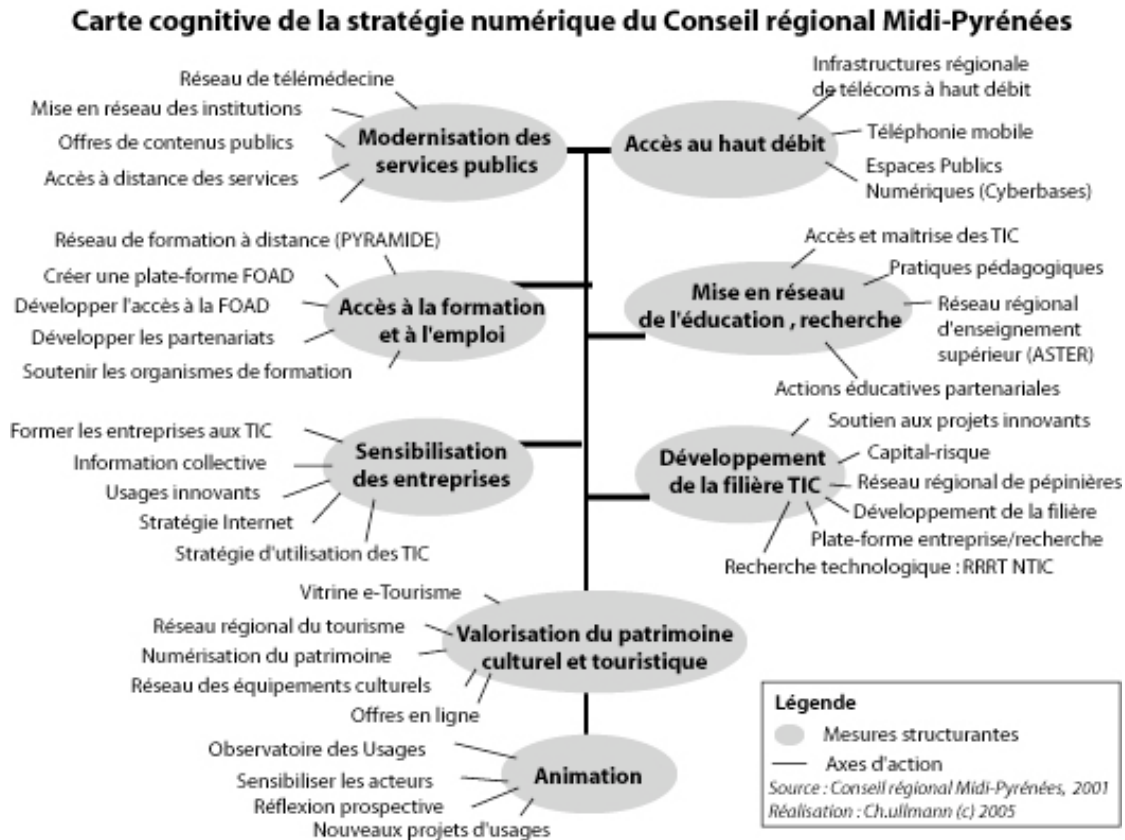 Carte cognitive de la stratégie numérique du Conseil régional Midi-Pyrénées
Réseau de télémédecine
Mise en réseau des institutions
Offres de contenus publics
Accès à distance des services
Modernisation des
services publics
Infrastructures régionale
de télécoms à haut débit
Téléphonie mobile
Espaces Publics
Numériques (Cyberbases)
Accès au haut débit
Réseau de formation à distance (PYRAMIDE)
Créer une plate-forme FOAD
Développer l'accès à la FOAD
Développer les partenariats
Soutenir les organismes de formation
Accès à la formation
et à l'emploi
Accès et maîtrise des TIC
Pratiques pédagogiques
Réseau régional
d'enseignement
supérieur (ASTER)
Actions éducatives partenariales
Mise en réseau
de l'éducation , recherche
Former les entreprises aux TIC
Information collective
Usages innovants
Stratégie Internet
Stratégie d'utilisation des TIC
Sensibilisation
des entreprises
Soutien aux projets innovants
Capital-risque
Réseau régional de pépinières
Développement de la filière
Plate-forme entreprise/recherche
Recherche technologique : RRRT NTIC
Développement
de la filière TIC
Vitrine e-Tourisme
Réseau régional du tourisme
Numérisation du patrimoine
Réseau des équipements culturels
Offres en ligne
Valorisation du patrimoine
culturel et touristique
Observatoire des Usages
Sensibiliser les acteurs
Réflexion prospective
Nouveaux projets d'usages
Animation
Légende
Mesures structurantes
Axes d'action
Source : Conseil régional Midi-Pyrénées, 2001
Réalisation : Ch.ullmann (c) 2005